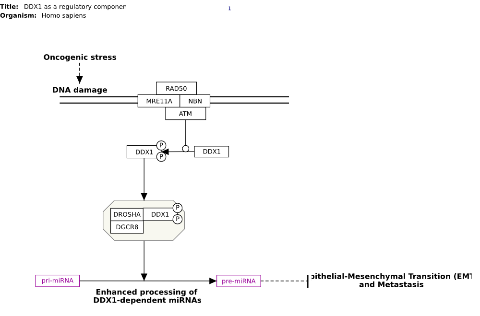 Title: DDX1 as a regulatory componen
Organism: Homo sapiens
Oncogenic stress
DNA damage
RAD50
MRE11A NBN
ATM
DDX1 P P
DDX1
DROSHA DDX1 P P
DGCR8
pri-miRNA
pre-miRNA
Enhanced processing of
DDX1-dependent miRNAs
pithelial-Mesenchymal Transition (EMT
and Metastasis